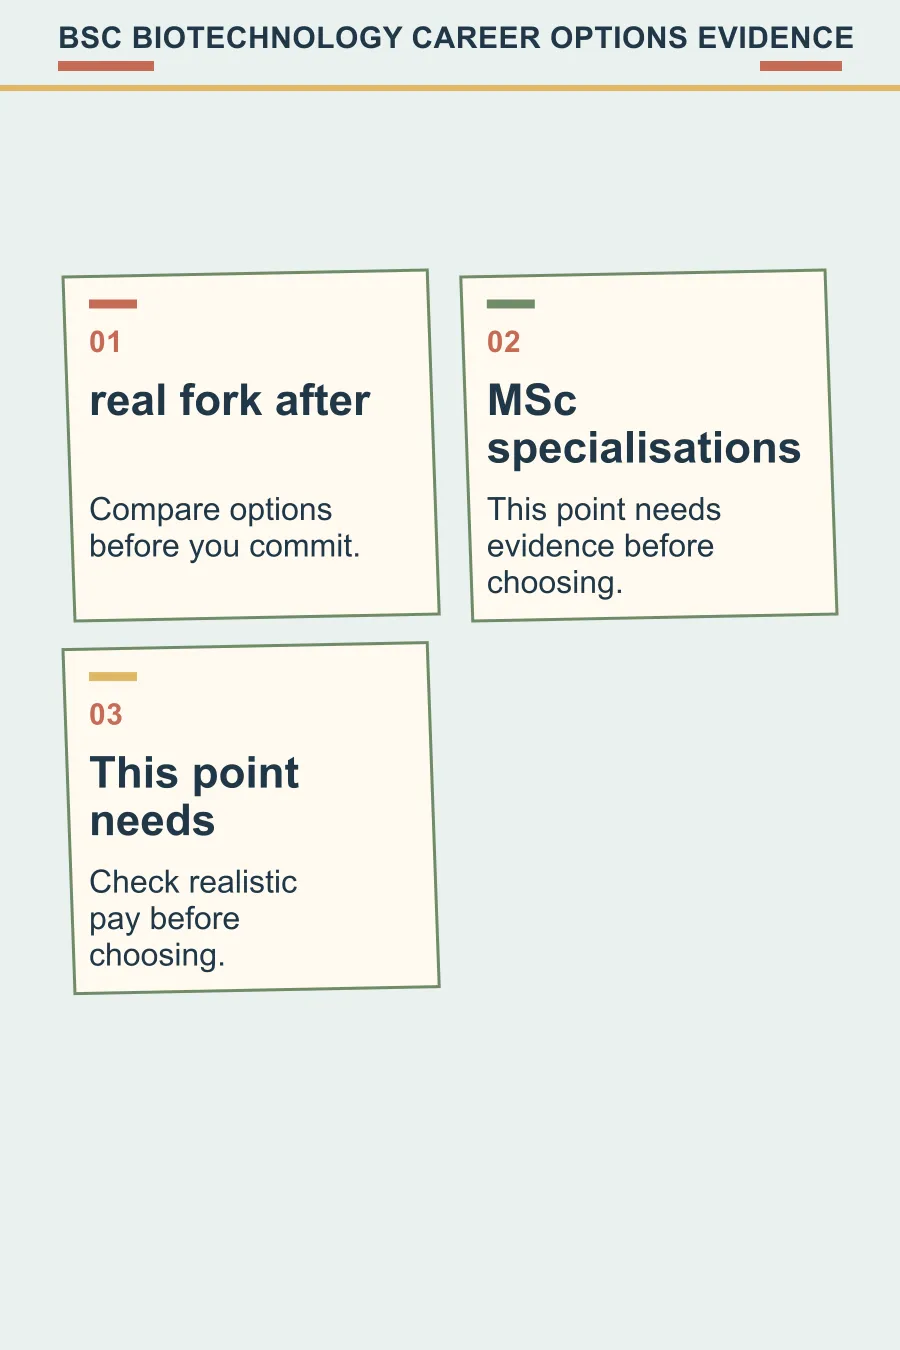 BSC BIOTECHNOLOGY CAREER OPTIONS EVIDENCE
01
real fork after
Compare options
before you commit.
02
MSc
specialisations
This point needs
evidence before
choosing.
03
This point
needs
Check realistic
pay before
choosing.